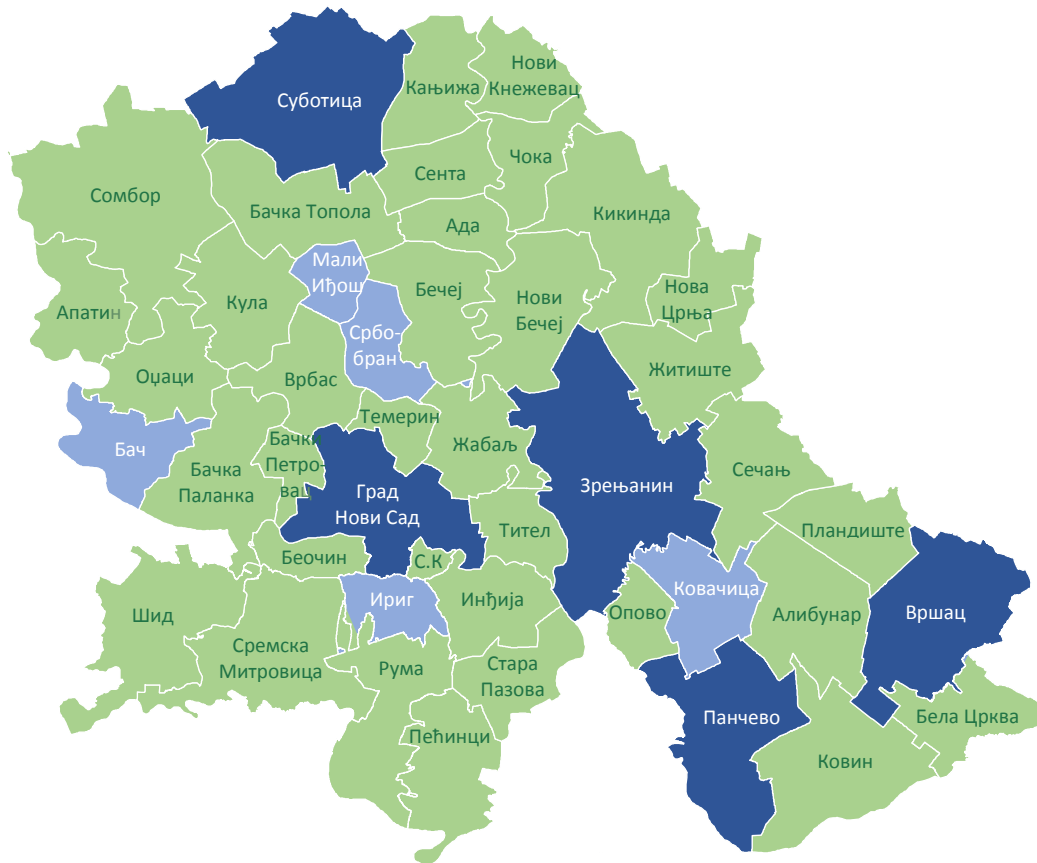 Суботица
Кањижа
Нови
Кнежевац
Чока
Сента
Сомбор
Бачка Топола
Ада
Кикинда
Мали
Иђош
Бечеј
Нови
Бечеј
Нова
Црња
Апатин
Кула
Србо-
бран
Житиште
Оџаци
Врбас
Темерин
Жабаљ
Бач
Бачка
Паланка
Бачки
Петро-
вац
Град
Нови Сад
Зрењанин
Сечањ
Тител
Пландиште
Беочин
С.К
Ириг
Инђија
Ковачица
Опово
Алибунар
Вршац
Шид
Сремска
Митровица
Рума
Стара
Пазова
Панчево
Бела Црква
Пећинци
Ковин